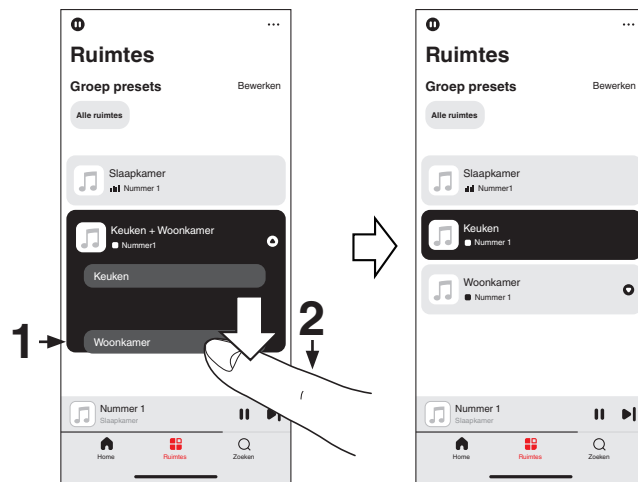 Ruimtes
Groep presets Bewerken
Alle ruimtes
Slaapkamer
Nummer 1
Keuken + Woonkamer
Nummer1
Keuken
Woonkamer
1
2
Nummer 1
Slaapkamer
Home Ruimtes Zoeken
Ruimtes
Groep presets Bewerken
Alle ruimtes
Slaapkamer
Nummer1
Keuken
Nummer 1
Woonkamer
Nummer 1
Nummer 1
Slaapkamer
Home Ruimtes Zoeken